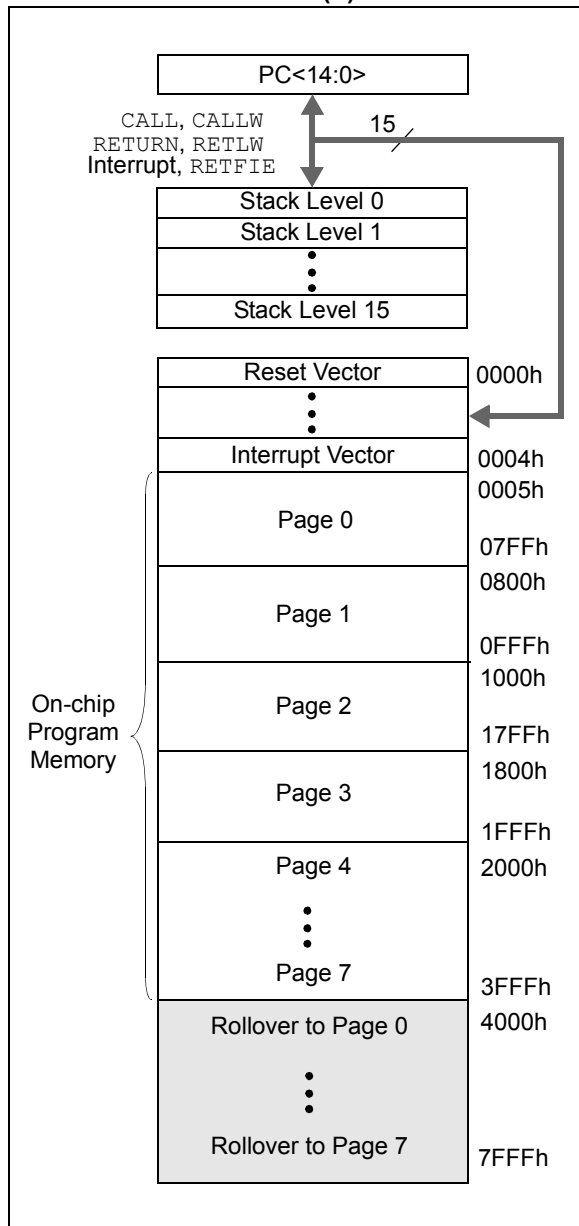 PC<14:0>
CALL, CALLW
RETURN, RETLW
Interrupt, RETFIE
15
Stack Level 0
Stack Level 1
Stack Level 15
Reset Vector
0000h
Interrupt Vector
0004h
0005h
Page 0
07FFh
0800h
Page 1
0FFFh
1000h
On-chip
Program
Memory
Page 2
17FFh
1800h
Page 3
1FFFh
Page 4
2000h
Page 7
3FFFh
Rollover to Page 0
4000h
Rollover to Page 7
7FFFh